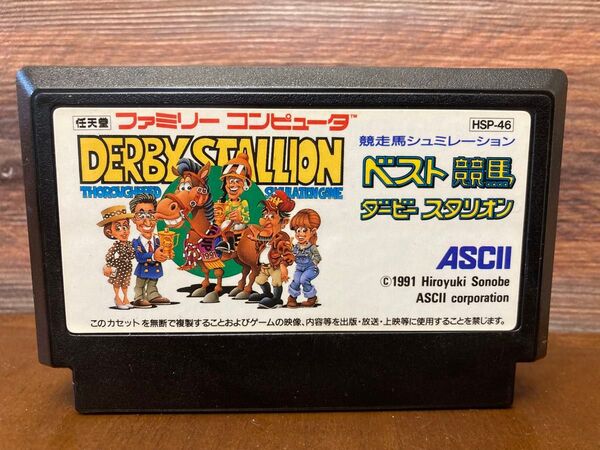 任天堂 ファミリー コンピュータ™
HSP-46
DERBY STALLION
THOROUGHBRED SIMULATION GAME
競走馬シュミレーション
ベスト競馬
ダービー スタリオン
ASCII
©1991 Hiroyuki Sonobe
ASCII corporation
このカセットを無断で複製することおよびゲームの映像、内容等を出版・放送・上映等に使用することを禁じます。